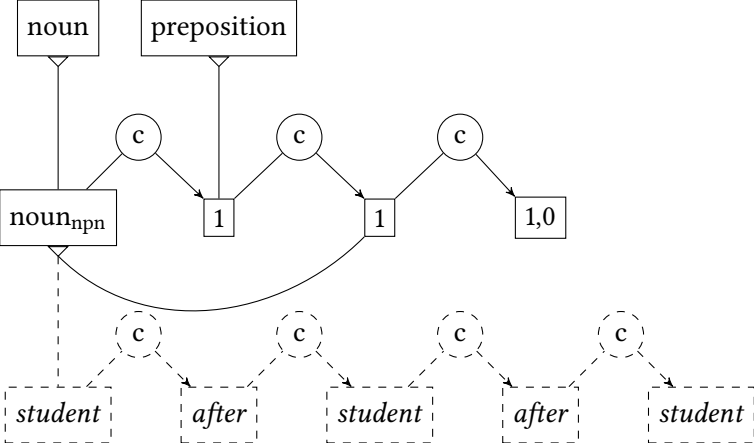 noun preposition
c c c
noun_npn 1 1 1,0
c c c c
student after student after student